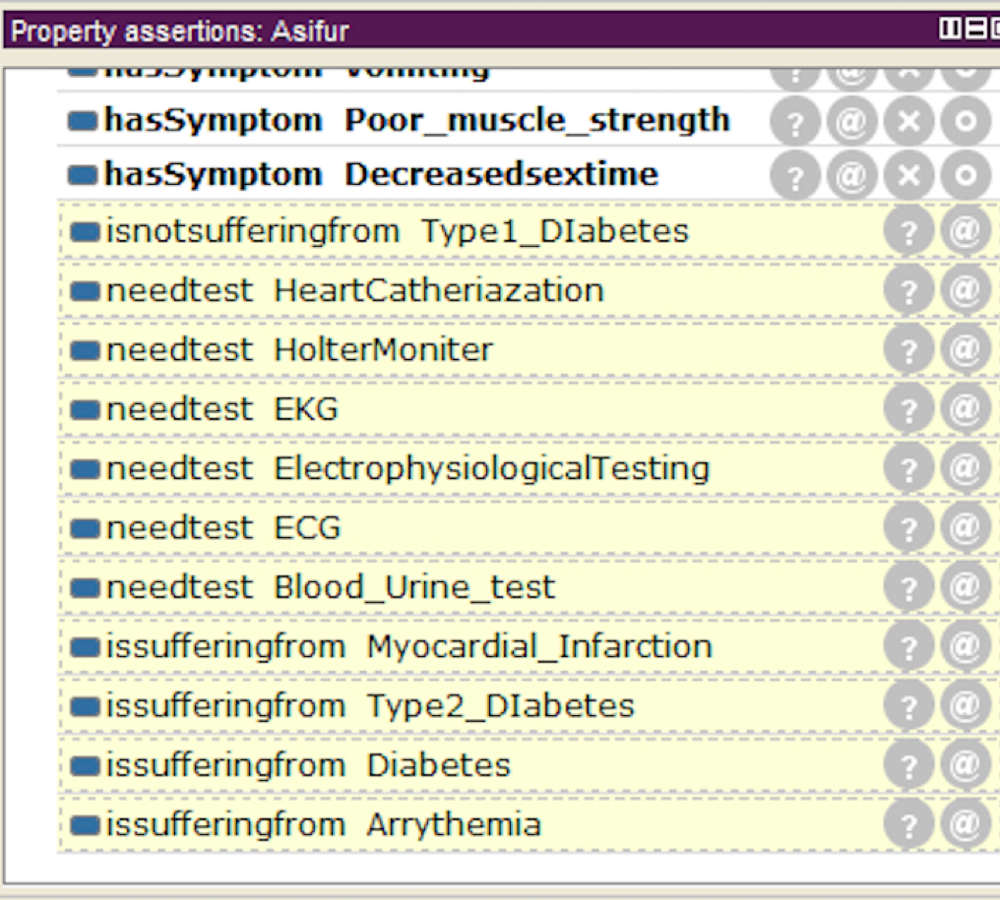 Property assertions: Asifur
hasSymptom Vomiting
hasSymptom Poor_muscle_strength
hasSymptom Decreasedsextime
isnotsufferingfrom Type1_DIabetes
needtest HeartCatheriazation
needtest HolterMoniter
needtest EKG
needtest ElectrophysiologicalTesting
needtest ECG
needtest Blood_Urine_test
issufferingfrom Myocardial_Infarction
issufferingfrom Type2_DIabetes
issufferingfrom Diabetes
issufferingfrom Arrythemia